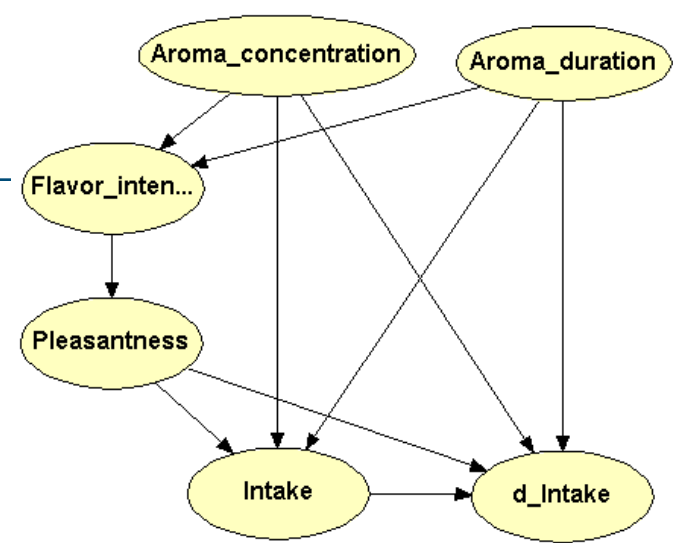 Aroma_concentration
Aroma_duration
Flavor_inten...
Pleasantness
Intake
d_Intake